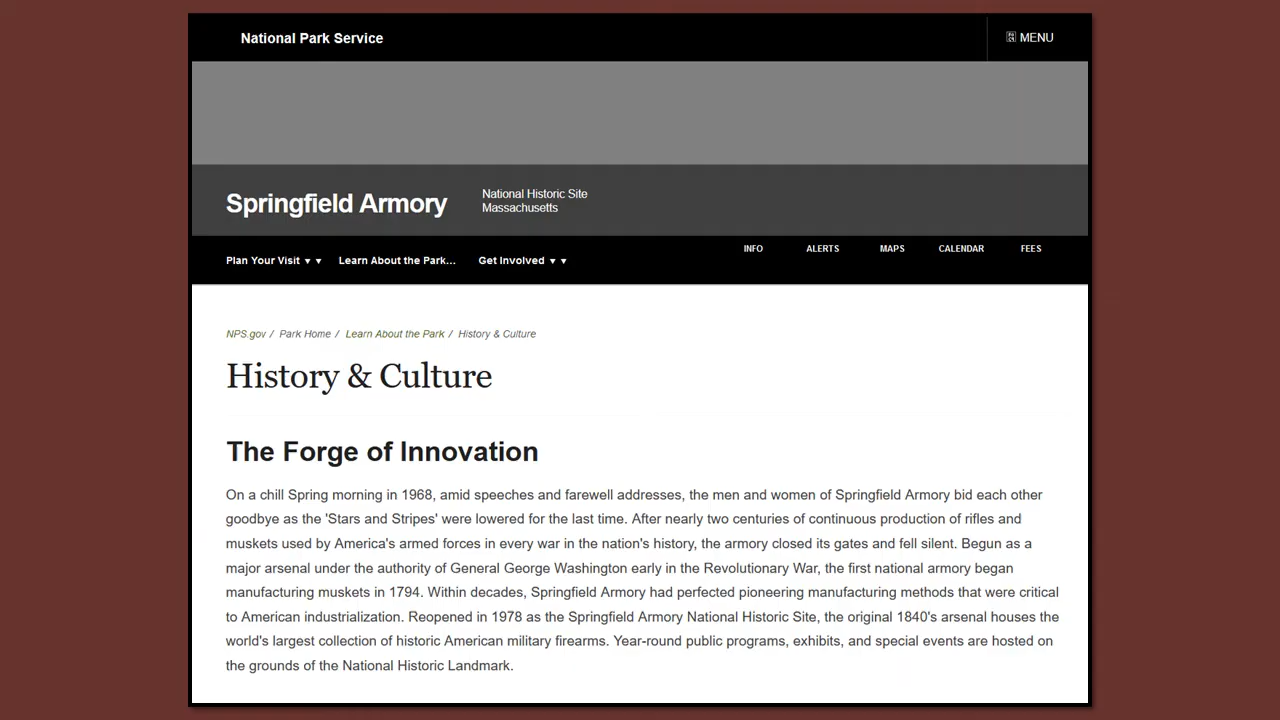 National Park Service
MENU
Springfield Armory
National Historic Site
Massachusetts
INFO ALERTS MAPS CALENDAR FEES
Plan Your Visit Learn About the Park... Get Involved
NPS.gov / Park Home / Learn About the Park / History & Culture
History & Culture
The Forge of Innovation
On a chill Spring morning in 1968, amid speeches and farewell addresses, the men and women of Springfield Armory bid each other
goodbye as the 'Stars and Stripes' were lowered for the last time. After nearly two centuries of continuous production of rifles and
muskets used by America's armed forces in every war in the nation's history, the armory closed its gates and fell silent. Begun as a
major arsenal under the authority of General George Washington early in the Revolutionary War, the first national armory began
manufacturing muskets in 1794. Within decades, Springfield Armory had perfected pioneering manufacturing methods that were critical
to American industrialization. Reopened in 1978 as the Springfield Armory National Historic Site, the original 1840's arsenal houses the
world's largest collection of historic American military firearms. Year-round public programs, exhibits, and special events are hosted on
the grounds of the National Historic Landmark.